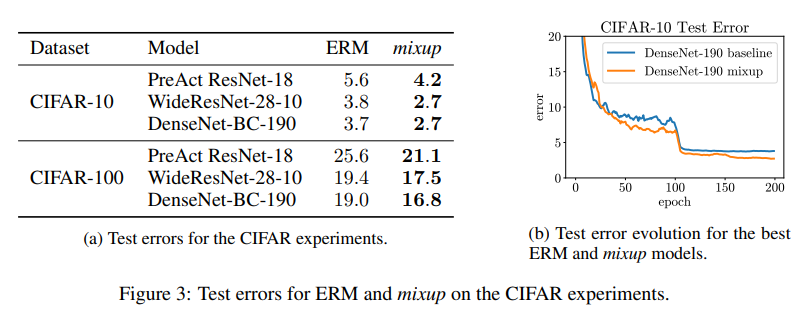 Dataset Model ERM mixup
CIFAR-10 PreAct ResNet-18 5.6 4.2
WideResNet-28-10 3.8 2.7
DenseNet-BC-190 3.7 2.7
CIFAR-100 PreAct ResNet-18 25.6 21.1
WideResNet-28-10 19.4 17.5
DenseNet-BC-190 19.0 16.8
(a) Test errors for the CIFAR experiments.
CIFAR-10 Test Error
DenseNet-190 baseline
DenseNet-190 mixup
error
20
15
10
5
0
0 50 100 150 200
epoch
(b) Test error evolution for the best
ERM and mixup models.
Figure 3: Test errors for ERM and mixup on the CIFAR experiments.